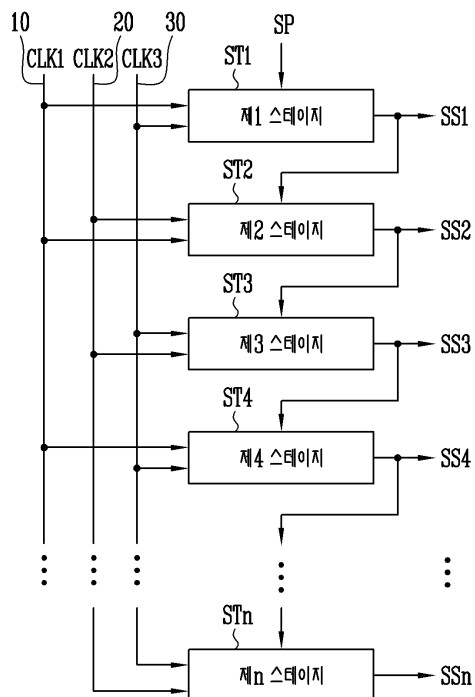 10 20 30
CLK1 CLK2 CLK3 SP
ST1
제1 스테이지 SS1
ST2
제2 스테이지 SS2
ST3
제3 스테이지 SS3
ST4
제4 스테이지 SS4
STn
제n 스테이지 SSn